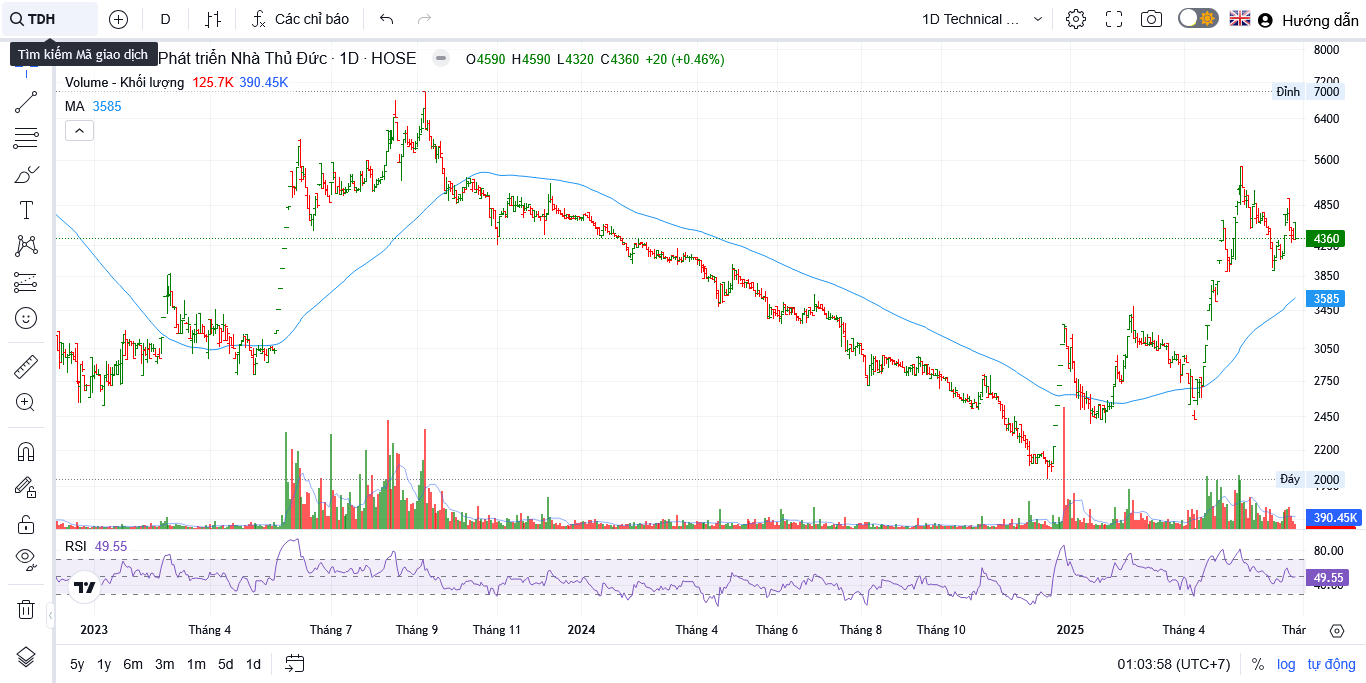 TDH
D
Các chỉ báo
1D Technical ...
Hướng dẫn
Tìm kiếm Mã giao dịch
Phát triển Nhà Thủ Đức · 1D · HOSE
O4590 H4590 L4320 C4360 +20 (+0.46%)
Volume - Khối lượng 125.7K 390.45K
MA 3585
8000
7200
Đỉnh 7000
6400
5600
4850
4360
4250
3850
3585
3450
3050
2750
2450
2200
Đáy 2000
390.45K
RSI 49.55
80.00
49.55
40.00
2023
Tháng 4
Tháng 7
Tháng 9
Tháng 11
2024
Tháng 4
Tháng 6
Tháng 8
Tháng 10
2025
Tháng 4
Thár
5y 1y 6m 3m 1m 5d 1d
01:03:58 (UTC+7)
%
log
tự động